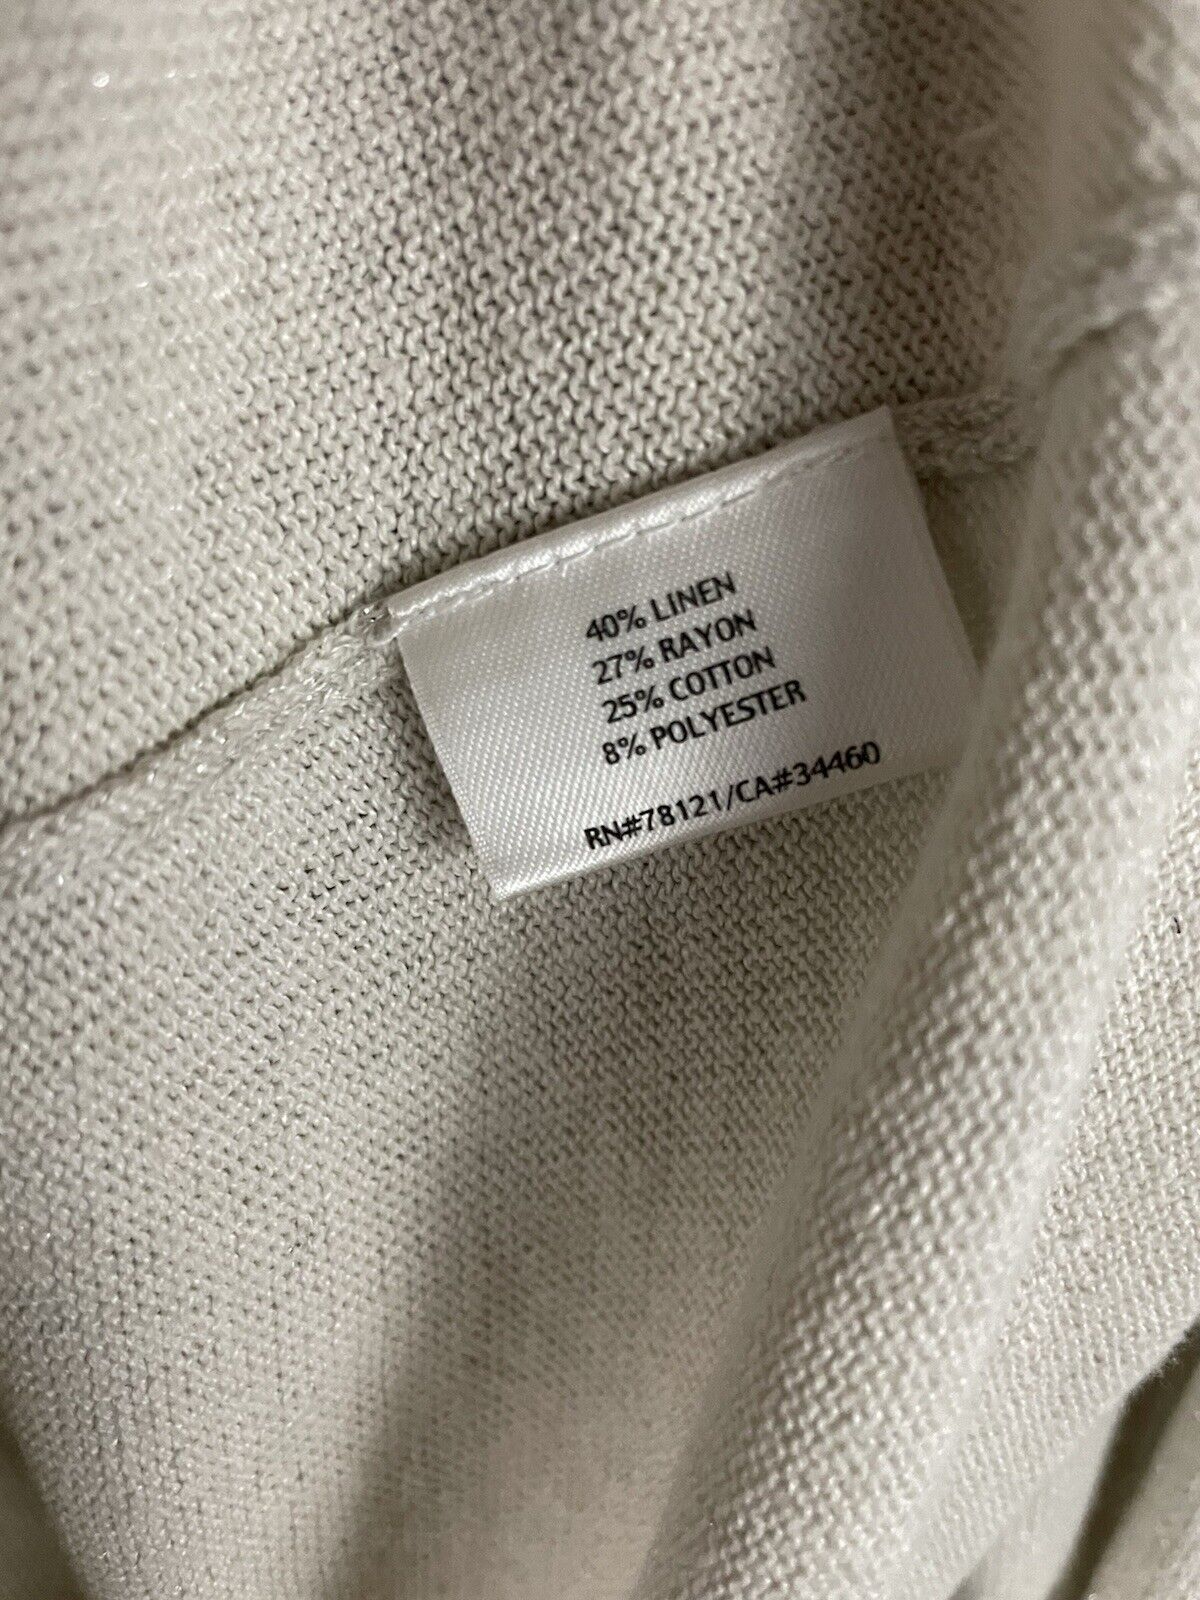 40% LINEN
27% RAYON
25% COTTON
8% POLYESTER
RN#78121/CA#34460